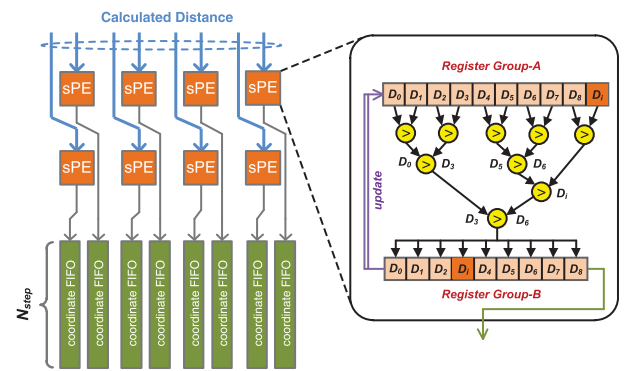 Calculated Distance
sPE sPE sPE sPE
sPE sPE sPE sPE
Nstep
coordinate FIFO coordinate FIFO coordinate FIFO coordinate FIFO coordinate FIFO coordinate FIFO coordinate FIFO coordinate FIFO
Register Group-A
D0 D1 D2 D3 D4 D5 D6 D7 D8 Di
> > > > >
D0 > D3 D5 > D6
> Di
D3 > D6
update
D0 D1 D2 Di D4 D5 D6 D7 D8
Register Group-B